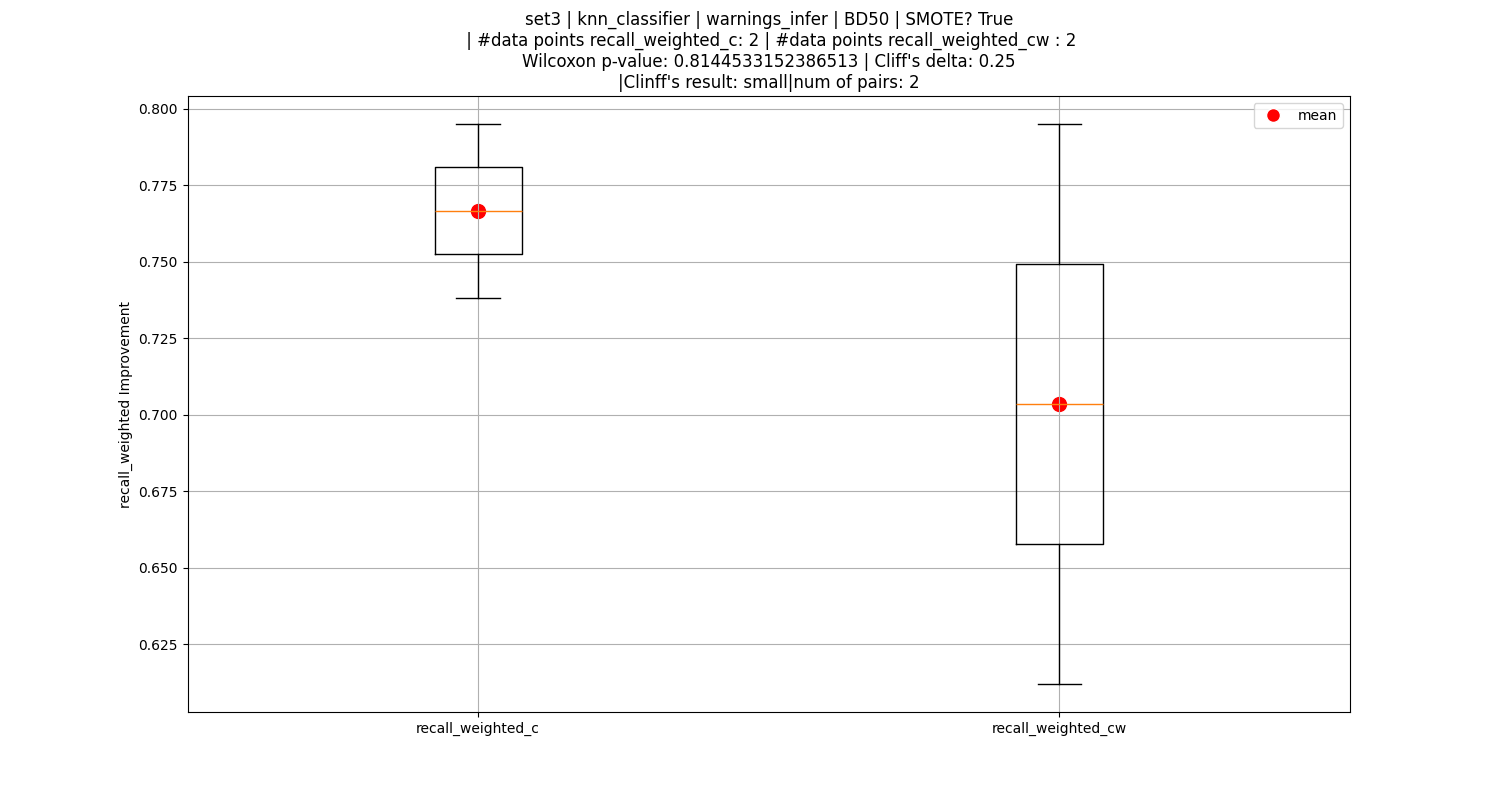 set3 | knn_classifier | warnings_infer | BD50 | SMOTE? True
| #data points recall_weighted_c: 2 | #data points recall_weighted_cw : 2
Wilcoxon p-value: 0.8144533152386513 | Cliff's delta: 0.25
|Clinff's result: small|num of pairs: 2
mean
0.800
0.775
0.750
0.725
0.700
0.675
0.650
0.625
recall_weighted Improvement
recall_weighted_c
recall_weighted_cw